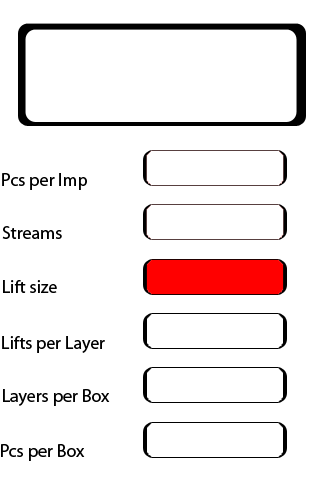 Pcs per Imp
Streams
Lift size
Lifts per Layer
Layers per Box
Pcs per Box